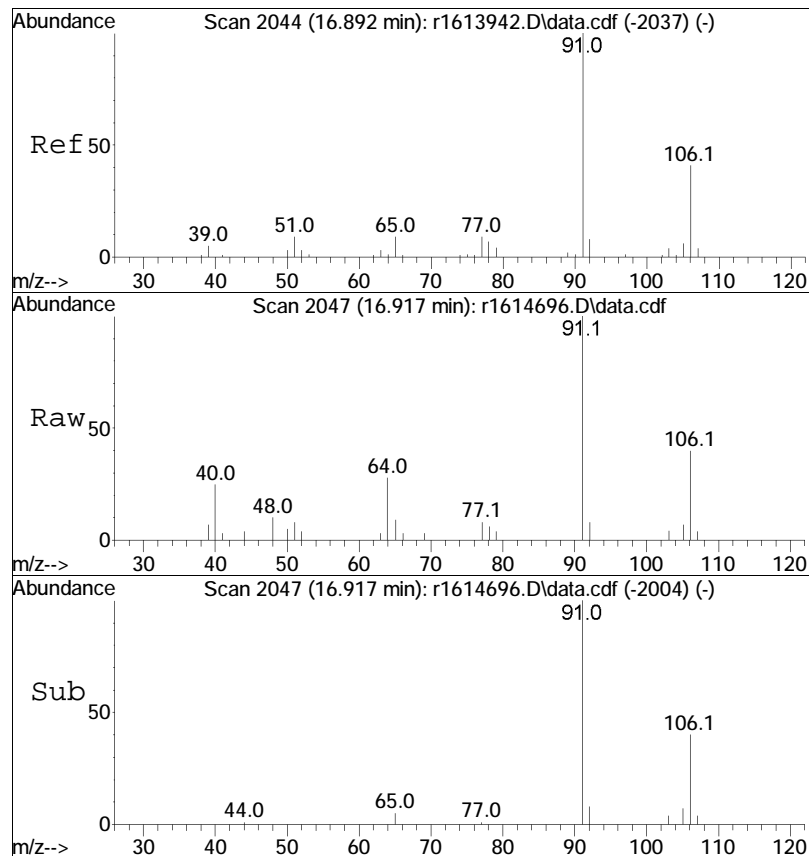 Abundance Scan 2044 (16.892 min): r1613942.D\data.cdf (-2037) (-)
91.0
Ref 50
106.1
39.0 51.0 65.0 77.0
0
m/z--> 30 40 50 60 70 80 90 100 110 120
Abundance Scan 2047 (16.917 min): r1614696.D\data.cdf
91.1
Raw 50
106.1
40.0 48.0 64.0 77.1
0
m/z--> 30 40 50 60 70 80 90 100 110 120
Abundance Scan 2047 (16.917 min): r1614696.D\data.cdf (-2004) (-)
91.0
Sub 50
106.1
44.0 65.0 77.0
0
m/z--> 30 40 50 60 70 80 90 100 110 120